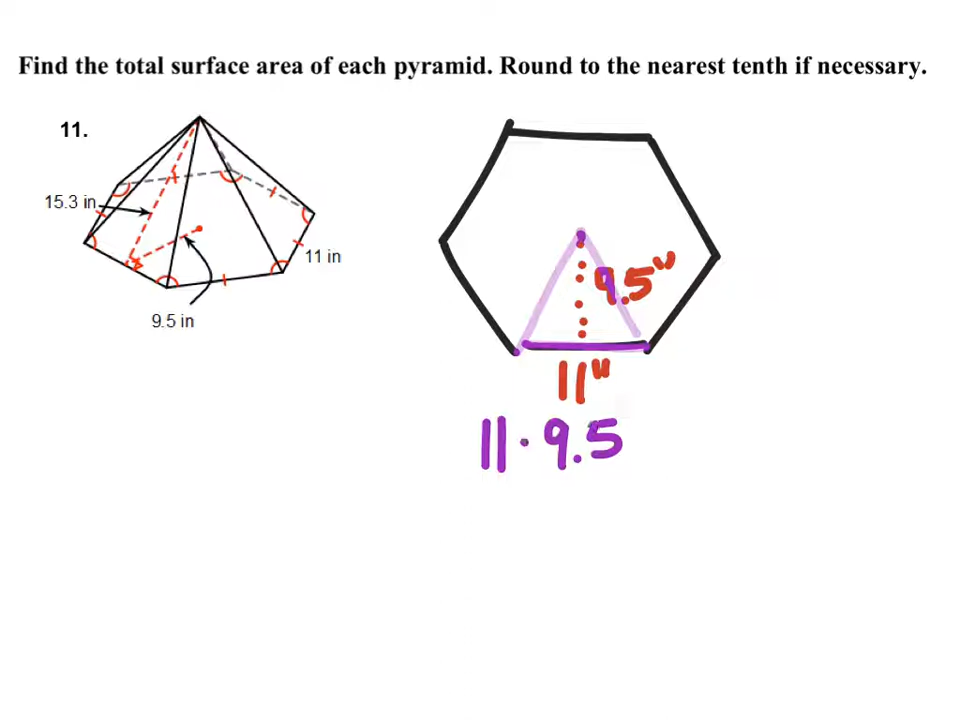 Find the total surface area of each pyramid. Round to the nearest tenth if necessary.
11.
15.3 in
11 in
9.5 in
9.5"
11"
11 · 9.5